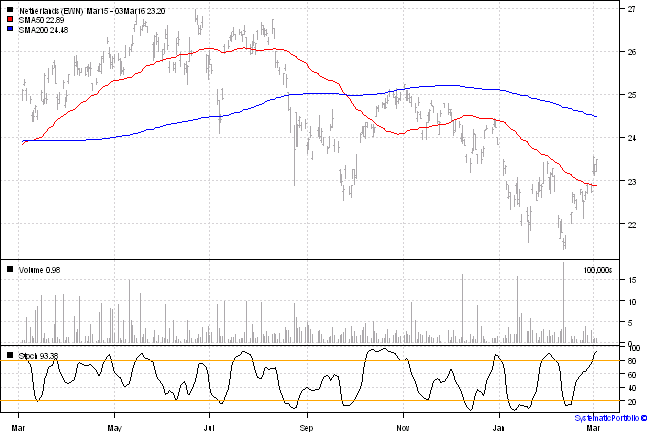 Netherlands (EWN) Mar15 - 03Mar16 23.20
SMA50 22.89
SMA200 24.48
27
26
25
24
23
22
Volume 0.98
100,000s
15
10
5
0
Stoch 93.38
100
80
60
40
20
Mar May Jul Sep Nov Jan Mar
SystematicPortfolio ©